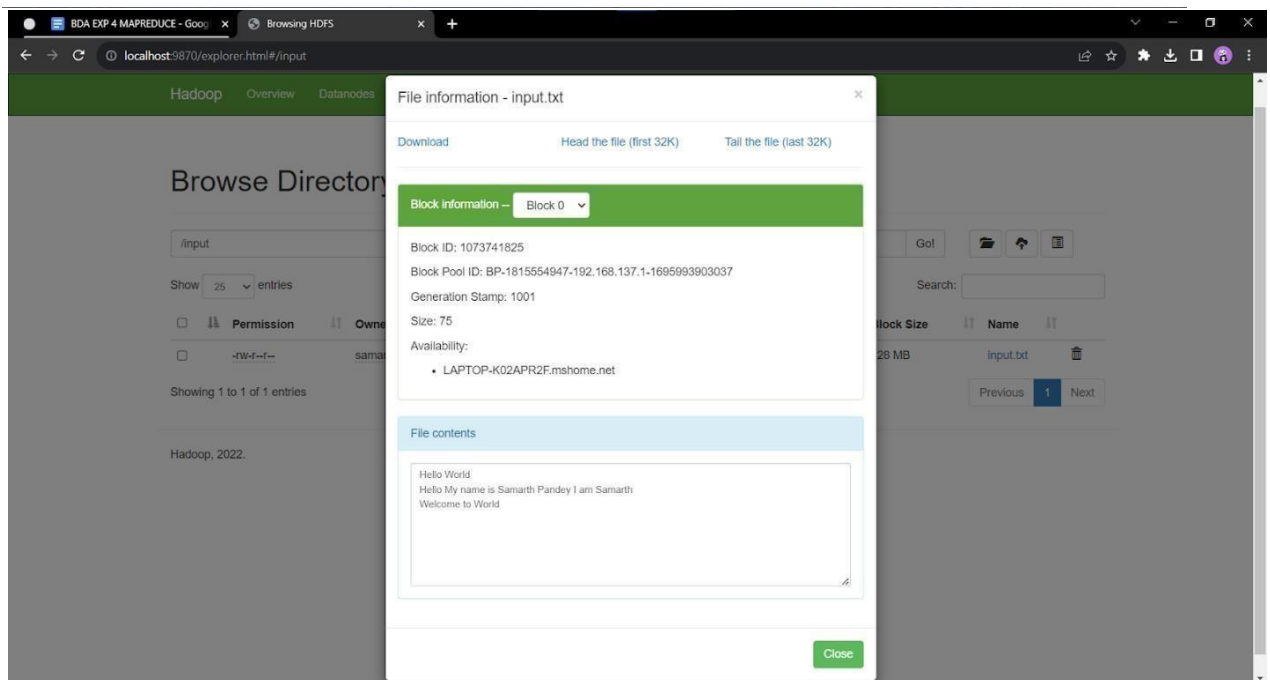 BDA EXP 4 MAPREDUCE - Goog
Browsing HDFS
localhost:9870/explorer.html#/input
Hadoop Overview Datanodes
File information - input.txt
Download Head the file (first 32K) Tail the file (last 32K)
Browse Directory
Block information -- Block 0
/input Go!
Block ID: 1073741825
Block Pool ID: BP-1815554947-192.168.137.1-1695993903037
Show 25 entries Search:
Generation Stamp: 1001
Permission Size: 75 Name
Availability:
-rw-r--r-- input.txt
LAPTOP-K02APR2F.mshome.net
Showing 1 to 1 of 1 entries Previous 1 Next
File contents
Hadoop, 2022.
Hello World
Hello My name is Samarth Pandey I am Samarth
Welcome to World
Close